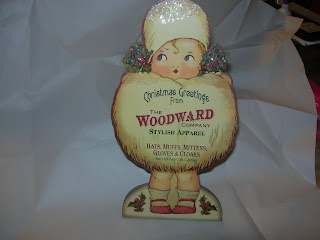 Christmas Greetings
From
THE
WOODWARD
COMPANY
STYLISH APPAREL
HATS, MUFFS, MITTENS,
GLOVES & CLOAKS